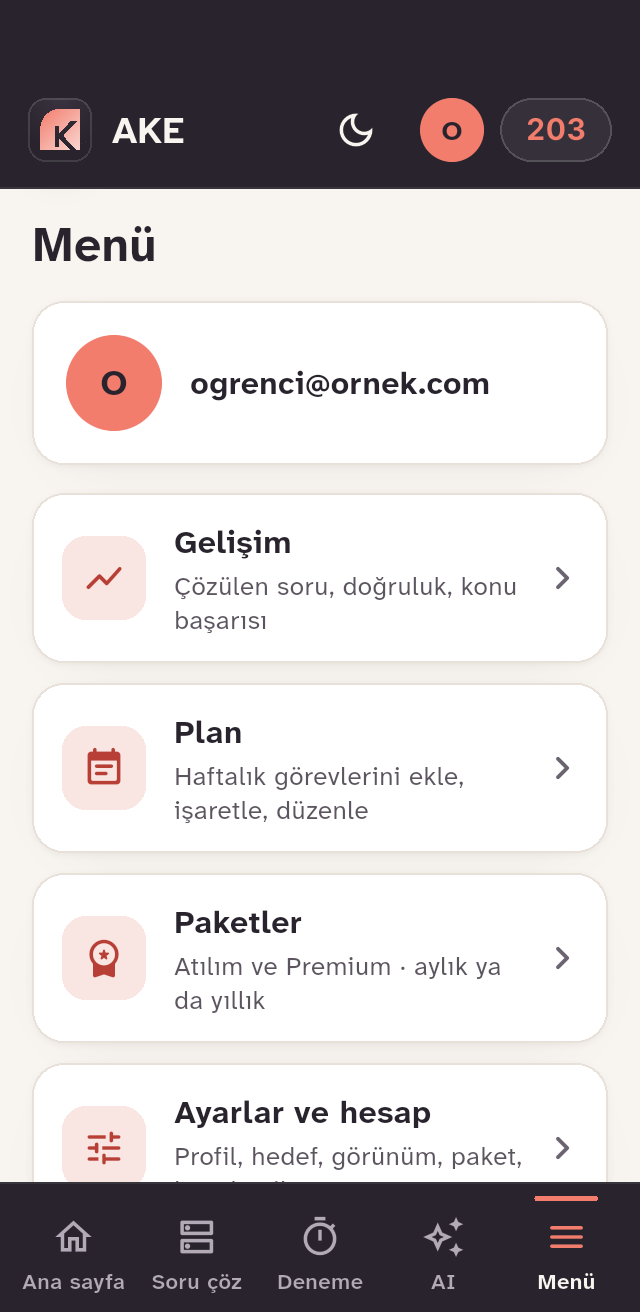 AKE
O
203
Menü
O
ogrenci@ornek.com
Gelişim
Çözülen soru, doğruluk, konu
başarısı
Plan
Haftalık görevlerini ekle,
işaretle, düzenle
Paketler
Atılım ve Premium · aylık ya
da yıllık
Ayarlar ve hesap
Profil, hedef, görünüm, paket,
Ana sayfa
Soru çöz
Deneme
AI
Menü